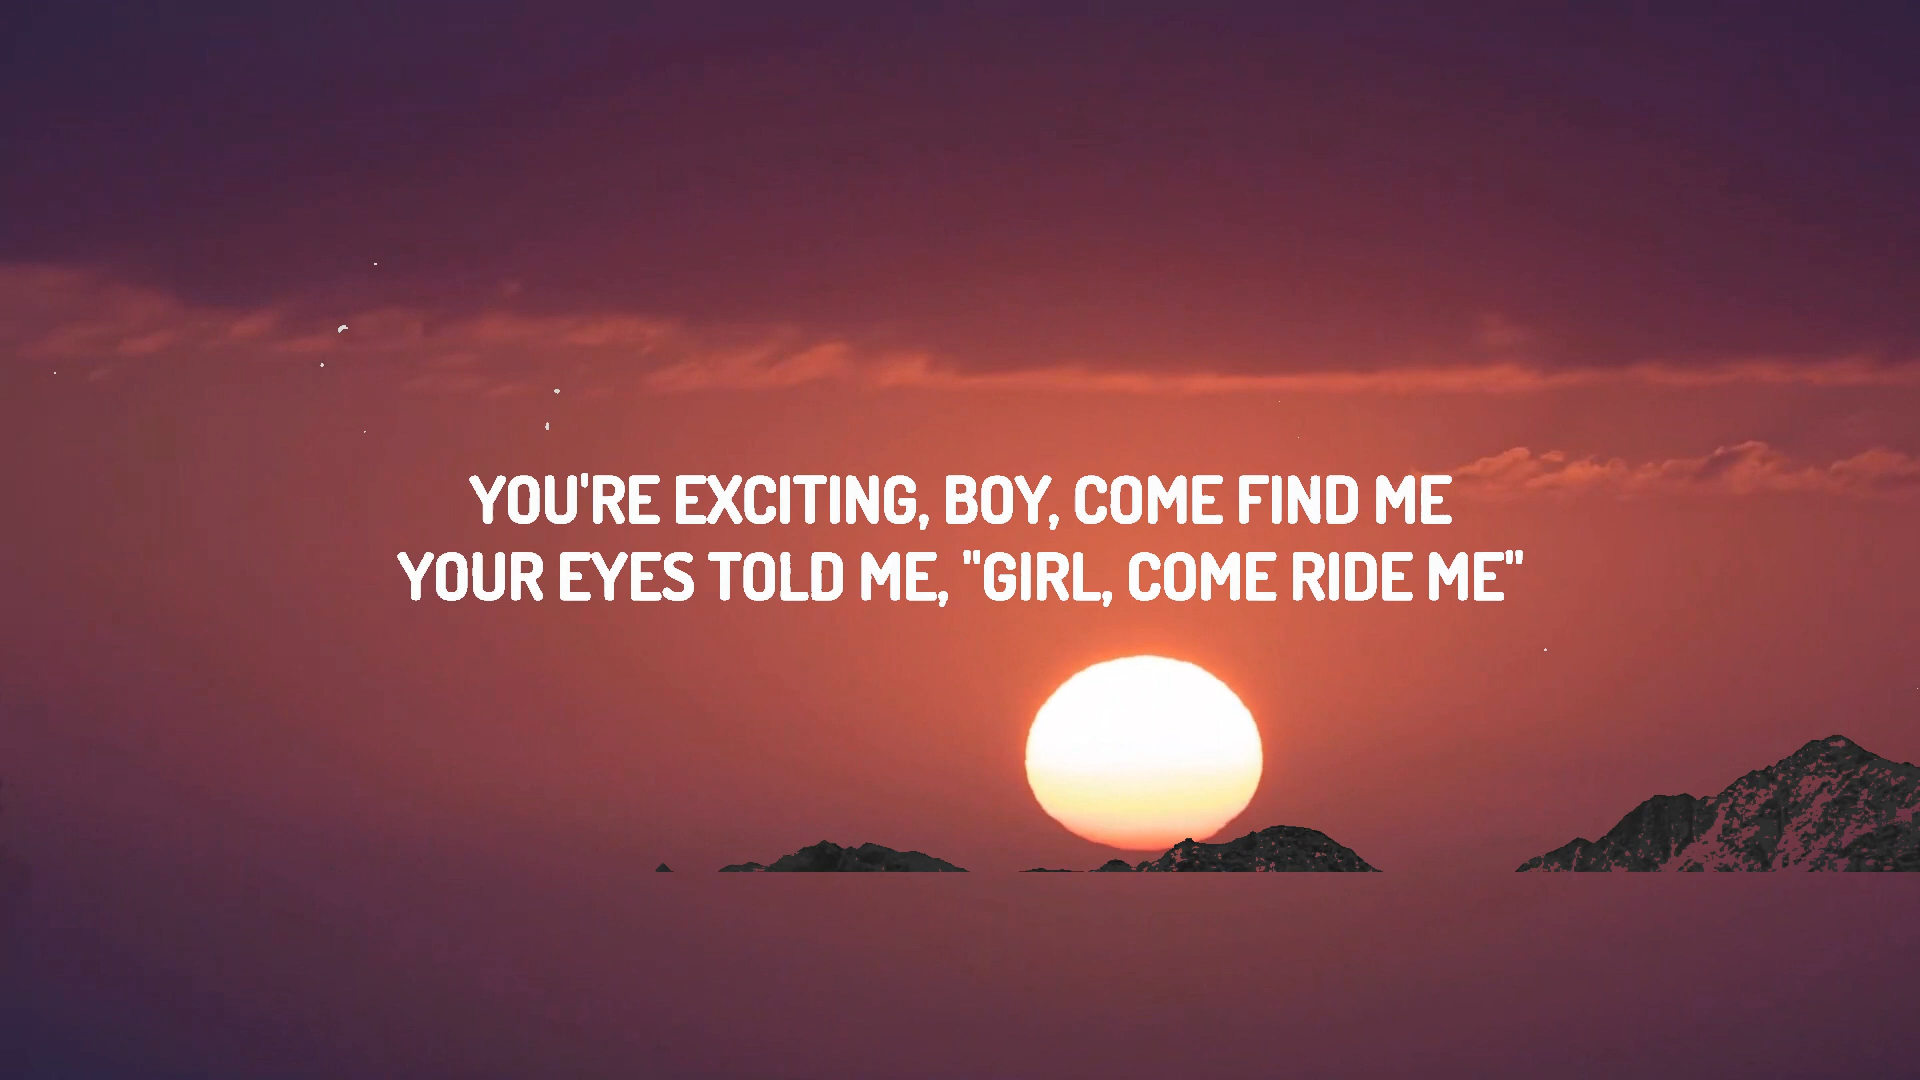 YOU'RE EXCITING, BOY, COME FIND ME
YOUR EYES TOLD ME, "GIRL, COME RIDE ME"